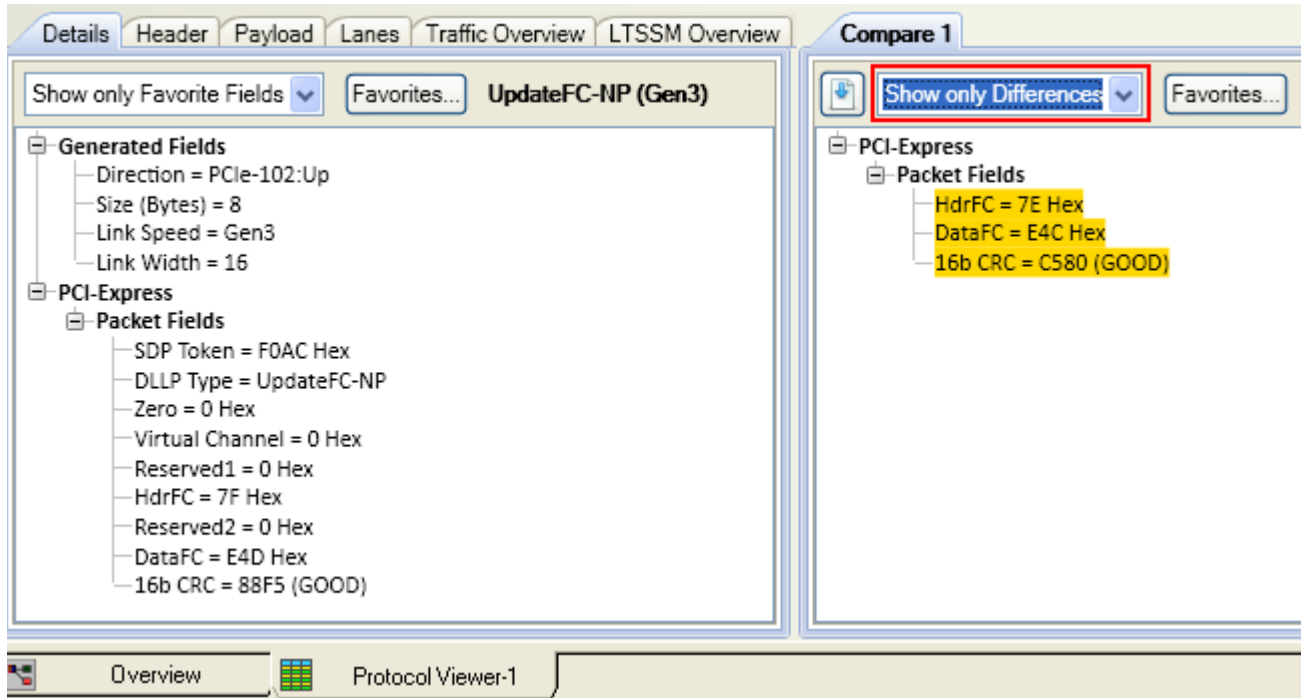 Details Header Payload Lanes Traffic Overview LTSSM Overview
Show only Favorite Fields Favorites... UpdateFC-NP (Gen3)
Generated Fields
Direction = PCIe-102:Up
Size (Bytes) = 8
Link Speed = Gen3
Link Width = 16
PCI-Express
Packet Fields
SDP Token = F0AC Hex
DLLP Type = UpdateFC-NP
Zero = 0 Hex
Virtual Channel = 0 Hex
Reserved1 = 0 Hex
HdrFC = 7F Hex
Reserved2 = 0 Hex
DataFC = E4D Hex
16b CRC = 88F5 (GOOD)
Compare 1
Show only Differences Favorites...
PCI-Express
Packet Fields
HdrFC = 7E Hex
DataFC = E4C Hex
16b CRC = C580 (GOOD)
Overview Protocol Viewer-1